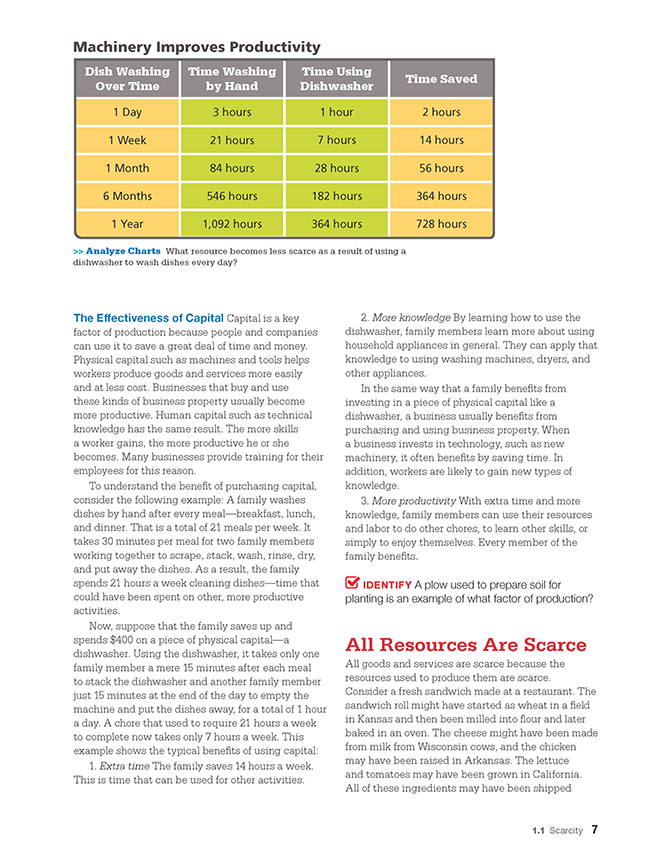 Machinery Improves Productivity
Dish Washing Over Time
Time Washing by Hand
Time Using Dishwasher
Time Saved
1 Day 3 hours 1 hour 2 hours
1 Week 21 hours 7 hours 14 hours
1 Month 84 hours 28 hours 56 hours
6 Months 546 hours 182 hours 364 hours
1 Year 1,092 hours 364 hours 728 hours
>> Analyze Charts What resource becomes less scarce as a result of using a
dishwasher to wash dishes every day?
The Effectiveness of Capital Capital is a key
factor of production because people and companies
can use it to save a great deal of time and money.
Physical capital such as machines and tools helps
workers produce goods and services more easily
and at less cost. Businesses that buy and use
these kinds of business property usually become
more productive. Human capital such as technical
knowledge has the same result. The more skills
a worker gains, the more productive he or she
becomes. Many businesses provide training for their
employees for this reason.
To understand the benefit of purchasing capital,
consider the following example: A family washes
dishes by hand after every meal—breakfast, lunch,
and dinner. That is a total of 21 meals per week. It
takes 30 minutes per meal for two family members
working together to scrape, stack, wash, rinse, dry,
and put away the dishes. As a result, the family
spends 21 hours a week cleaning dishes—time that
could have been spent on other, more productive
activities.
Now, suppose that the family saves up and
spends $400 on a piece of physical capital—a
dishwasher. Using the dishwasher, it takes only one
family member a mere 15 minutes after each meal
to stack the dishwasher and another family member
just 15 minutes at the end of the day to empty the
machine and put the dishes away, for a total of 1 hour
a day. A chore that used to require 21 hours a week
to complete now takes only 7 hours a week. This
example shows the typical benefits of using capital:
1. Extra time The family saves 14 hours a week.
This is time that can be used for other activities.
2. More knowledge By learning how to use the
dishwasher, family members learn more about using
household appliances in general. They can apply that
knowledge to using washing machines, dryers, and
other appliances.
In the same way that a family benefits from
investing in a piece of physical capital like a
dishwasher, a business usually benefits from
purchasing and using business property. When
a business invests in technology, such as new
machinery, it often benefits by saving time. In
addition, workers are likely to gain new types of
knowledge.
3. More productivity With extra time and more
knowledge, family members can use their resources
and labor to do other chores, to learn other skills, or
simply to enjoy themselves. Every member of the
family benefits.
IDENTIFY A plow used to prepare soil for
planting is an example of what factor of production?
All Resources Are Scarce
All goods and services are scarce because the
resources used to produce them are scarce.
Consider a fresh sandwich made at a restaurant. The
sandwich roll might have started as wheat in a field
in Kansas and then been milled into flour and later
baked in an oven. The cheese might have been made
from milk from Wisconsin cows, and the chicken
may have been raised in Arkansas. The lettuce
and tomatoes may have been grown in California.
All of these ingredients may have been shipped
1.1 Scarcity 7